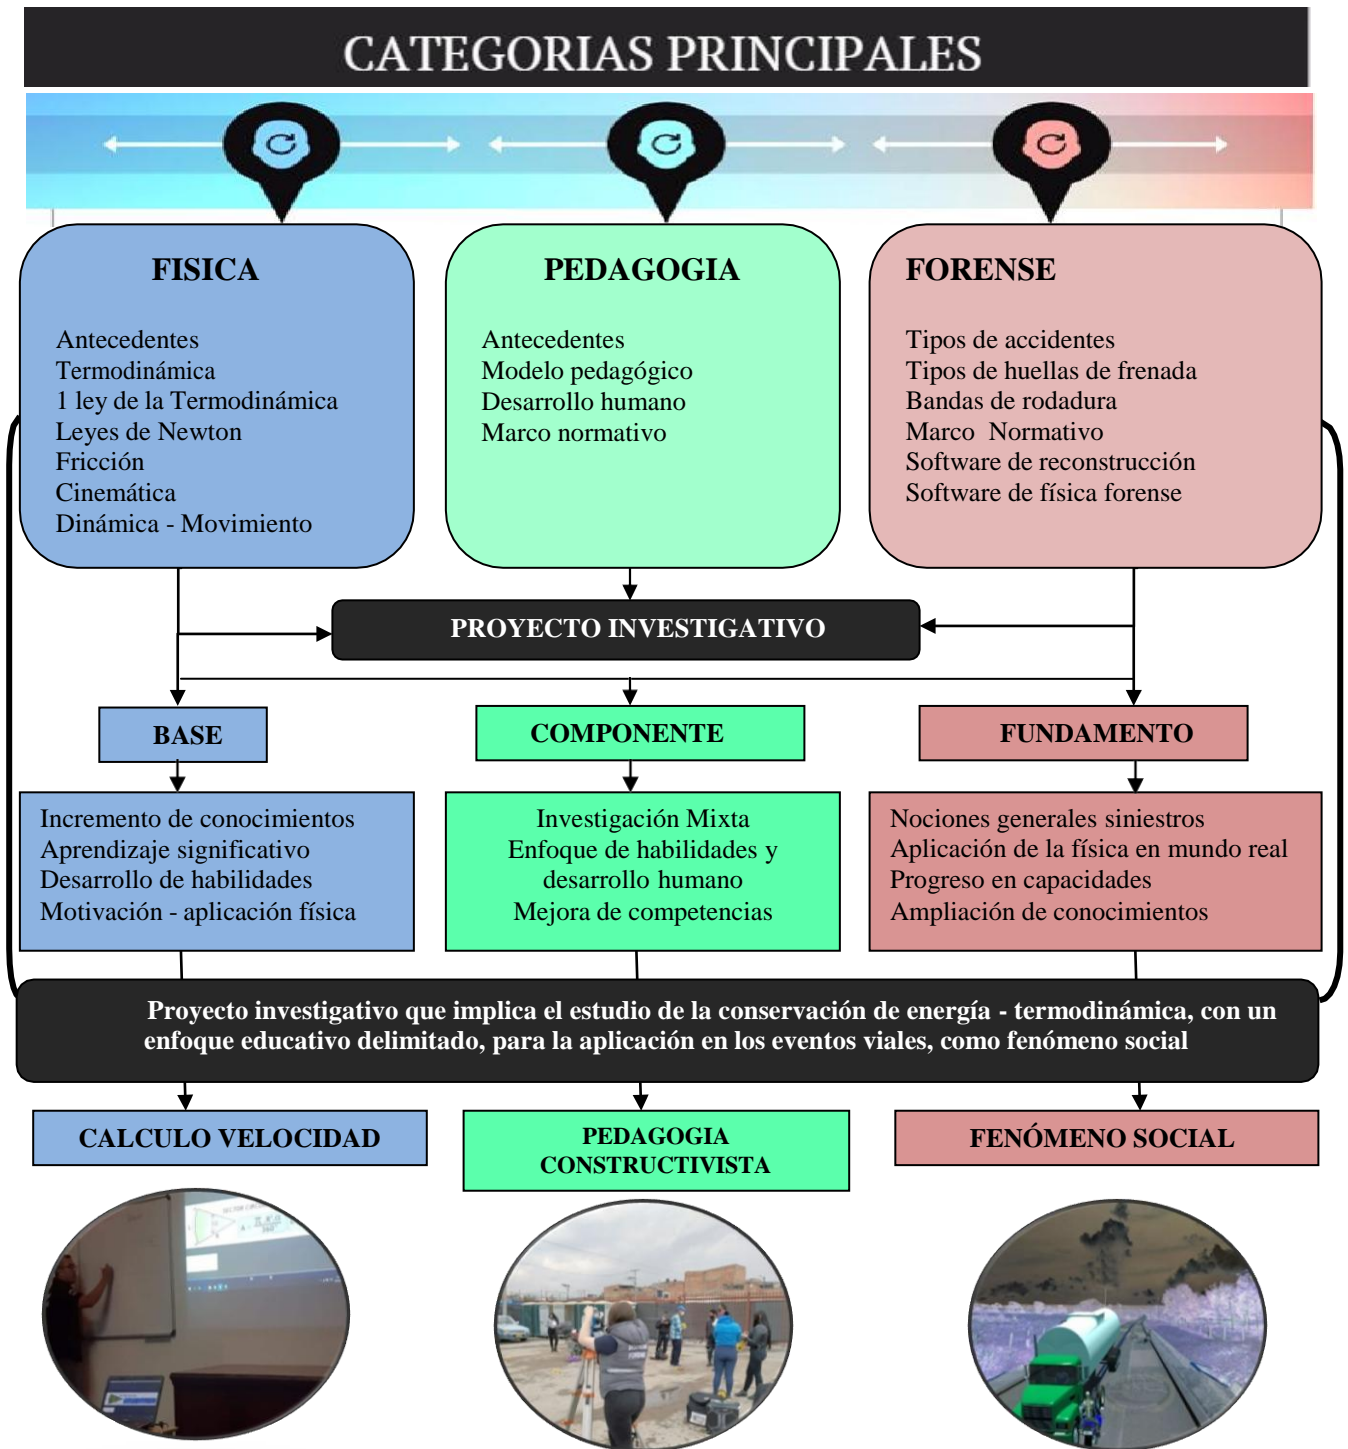 CATEGORIAS PRINCIPALES
FISICA
Antecedentes
Termodinámica
1 ley de la Termodinámica
Leyes de Newton
Fricción
Cinemática
Dinámica - Movimiento
PEDAGOGIA
Antecedentes
Modelo pedagógico
Desarrollo humano
Marco normativo
FORENSE
Tipos de accidentes
Tipos de huellas de frenada
Bandas de rodadura
Marco Normativo
Software de reconstrucción
Software de física forense
PROYECTO INVESTIGATIVO
BASE
COMPONENTE
FUNDAMENTO
Incremento de conocimientos
Aprendizaje significativo
Desarrollo de habilidades
Motivación - aplicación física
Investigación Mixta
Enfoque de habilidades y
desarrollo humano
Mejora de competencias
Nociones generales siniestros
Aplicación de la física en mundo real
Progreso en capacidades
Ampliación de conocimientos
Proyecto investigativo que implica el estudio de la conservación de energía - termodinámica, con un
enfoque educativo delimitado, para la aplicación en los eventos viales, como fenómeno social
CALCULO VELOCIDAD
PEDAGOGIA
CONSTRUCTIVISTA
FENÓMENO SOCIAL